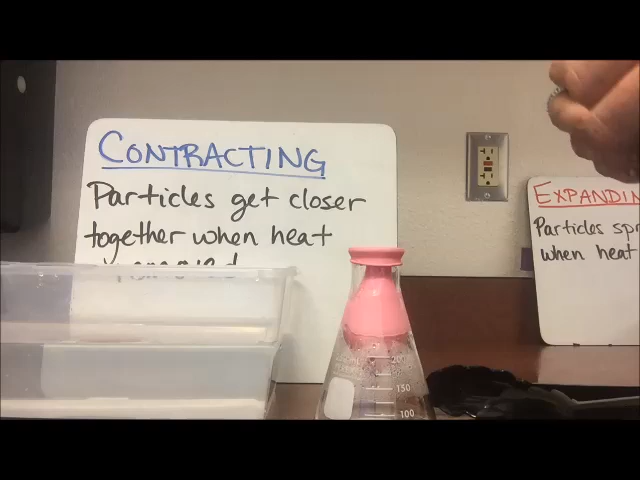 CONTRACTING
Particles get closer
together when heat
EXPANDIN
Particles spr
when heat
200
150
100